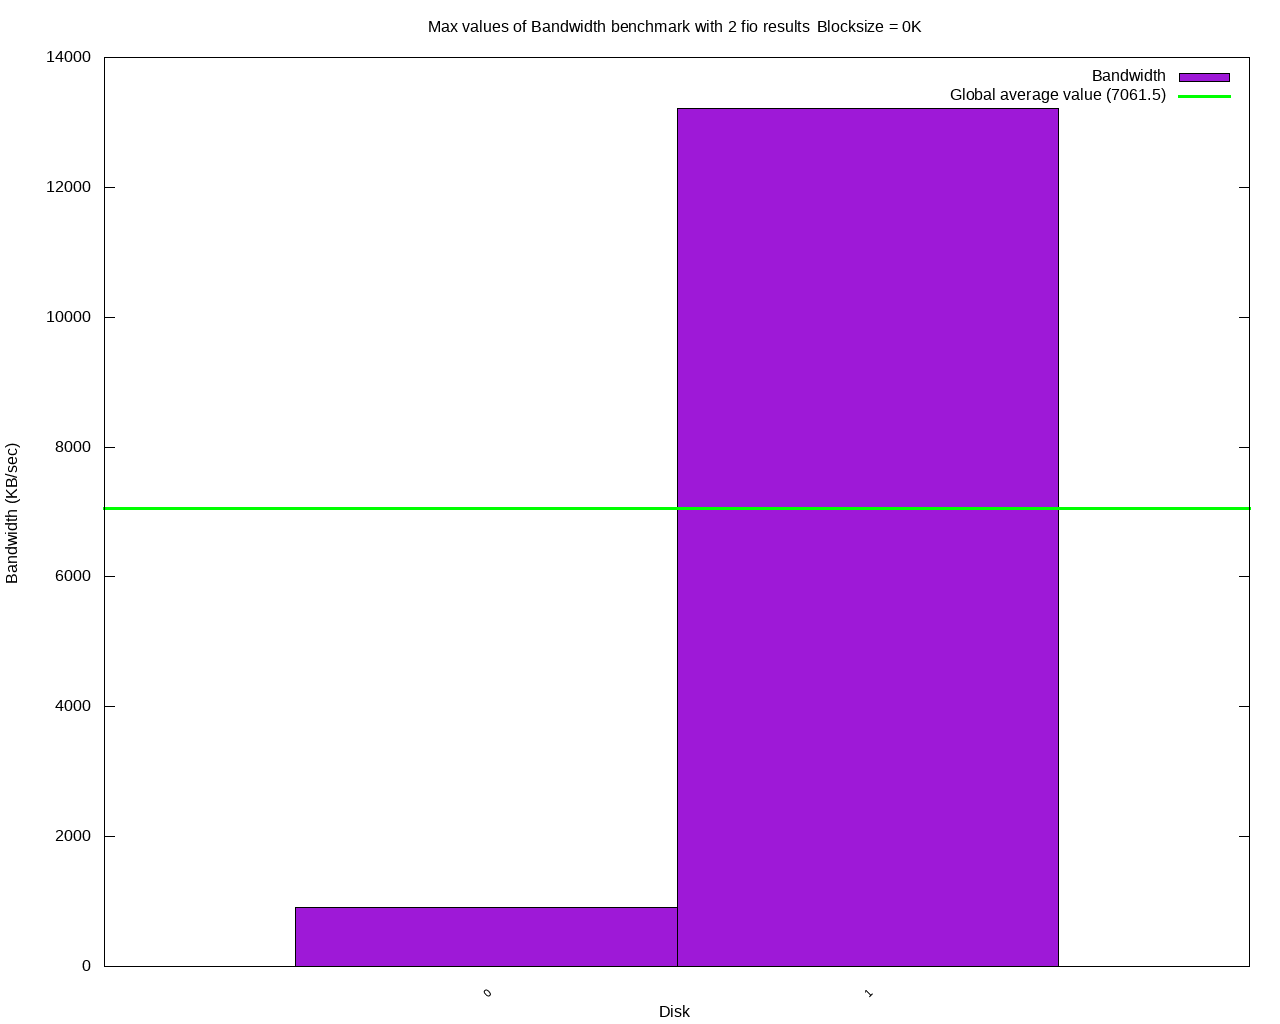 Max values of Bandwidth benchmark with 2 fio results  Blocksize = 0K
14000
12000
10000
8000
6000
4000
2000
0
Bandwidth (KB/sec)
Bandwidth
Global average value (7061.5)
0
1
Disk